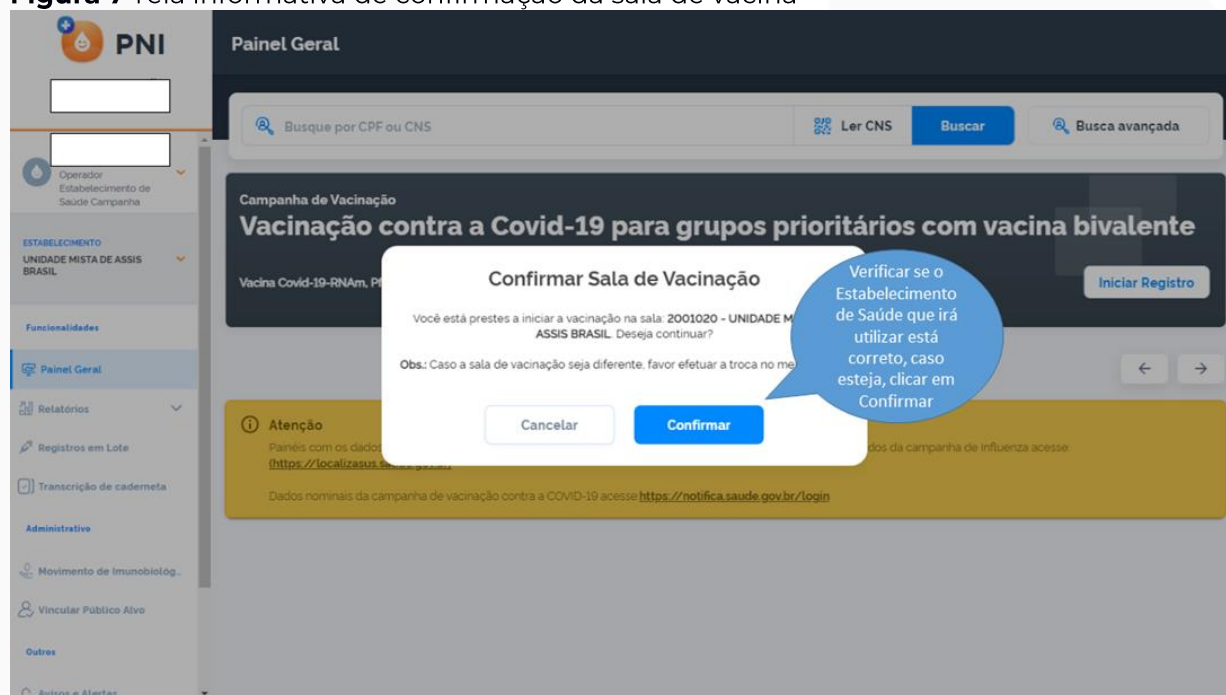 Figura 7 Tela informativa de confirmação da sala de vacina
PNI
Painel Geral
Busque por CPF ou CNS
Ler CNS
Buscar
Busca avançada
Operador
Estabelecimento de
Saúde Campanha
ESTABELECIMENTO
UNIDADE MISTA DE ASSIS
BRASIL
Funcionalidades
Painel Geral
Relatórios
Registros em Lote
Transcrição de caderneta
Administrativo
Movimento de Imunobiológ...
Vincular Público Alvo
Outros
Avisos e Alertas
Campanha de Vacinação
Vacinação contra a Covid-19 para grupos prioritários com vacina bivalente
Vacina Covid-19-RNAm, Pf
Iniciar Registro
Confirmar Sala de Vacinação
Você está prestes a iniciar a vacinação na sala: 2001020 - UNIDADE M
ASSIS BRASIL. Deseja continuar?
Obs.: Caso a sala de vacinação seja diferente, favor efetuar a troca no me
Cancelar
Confirmar
Verificar se o
Estabelecimento
de Saúde que irá
utilizar está
correto, caso
esteja, clicar em
Confirmar
Atenção
Painéis com os dados
dos da campanha de Influenza acesse:
(https://localizasus.saude.gov.br)
Dados nominais da campanha de vacinação contra a COVID-19 acesse https://notifica.saude.gov.br/login